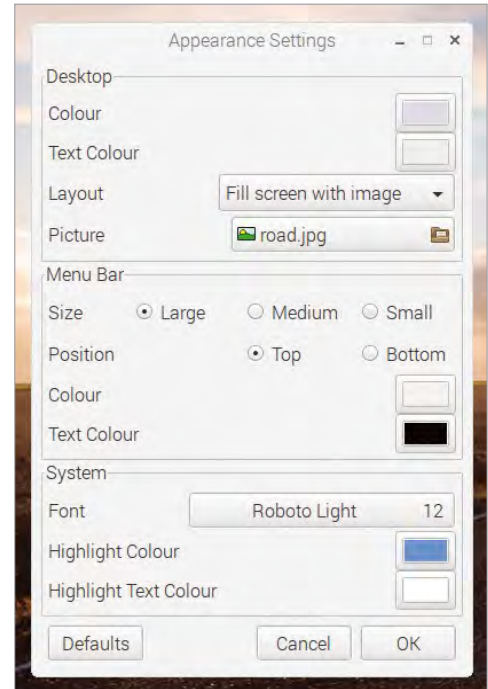 Appearance Settings
Desktop
Colour
Text Colour
Layout Fill screen with image
Picture road.jpg
Menu Bar
Size Large Medium Small
Position Top Bottom
Colour
Text Colour
System
Font Roboto Light 12
Highlight Colour
Highlight Text Colour
Defaults Cancel OK